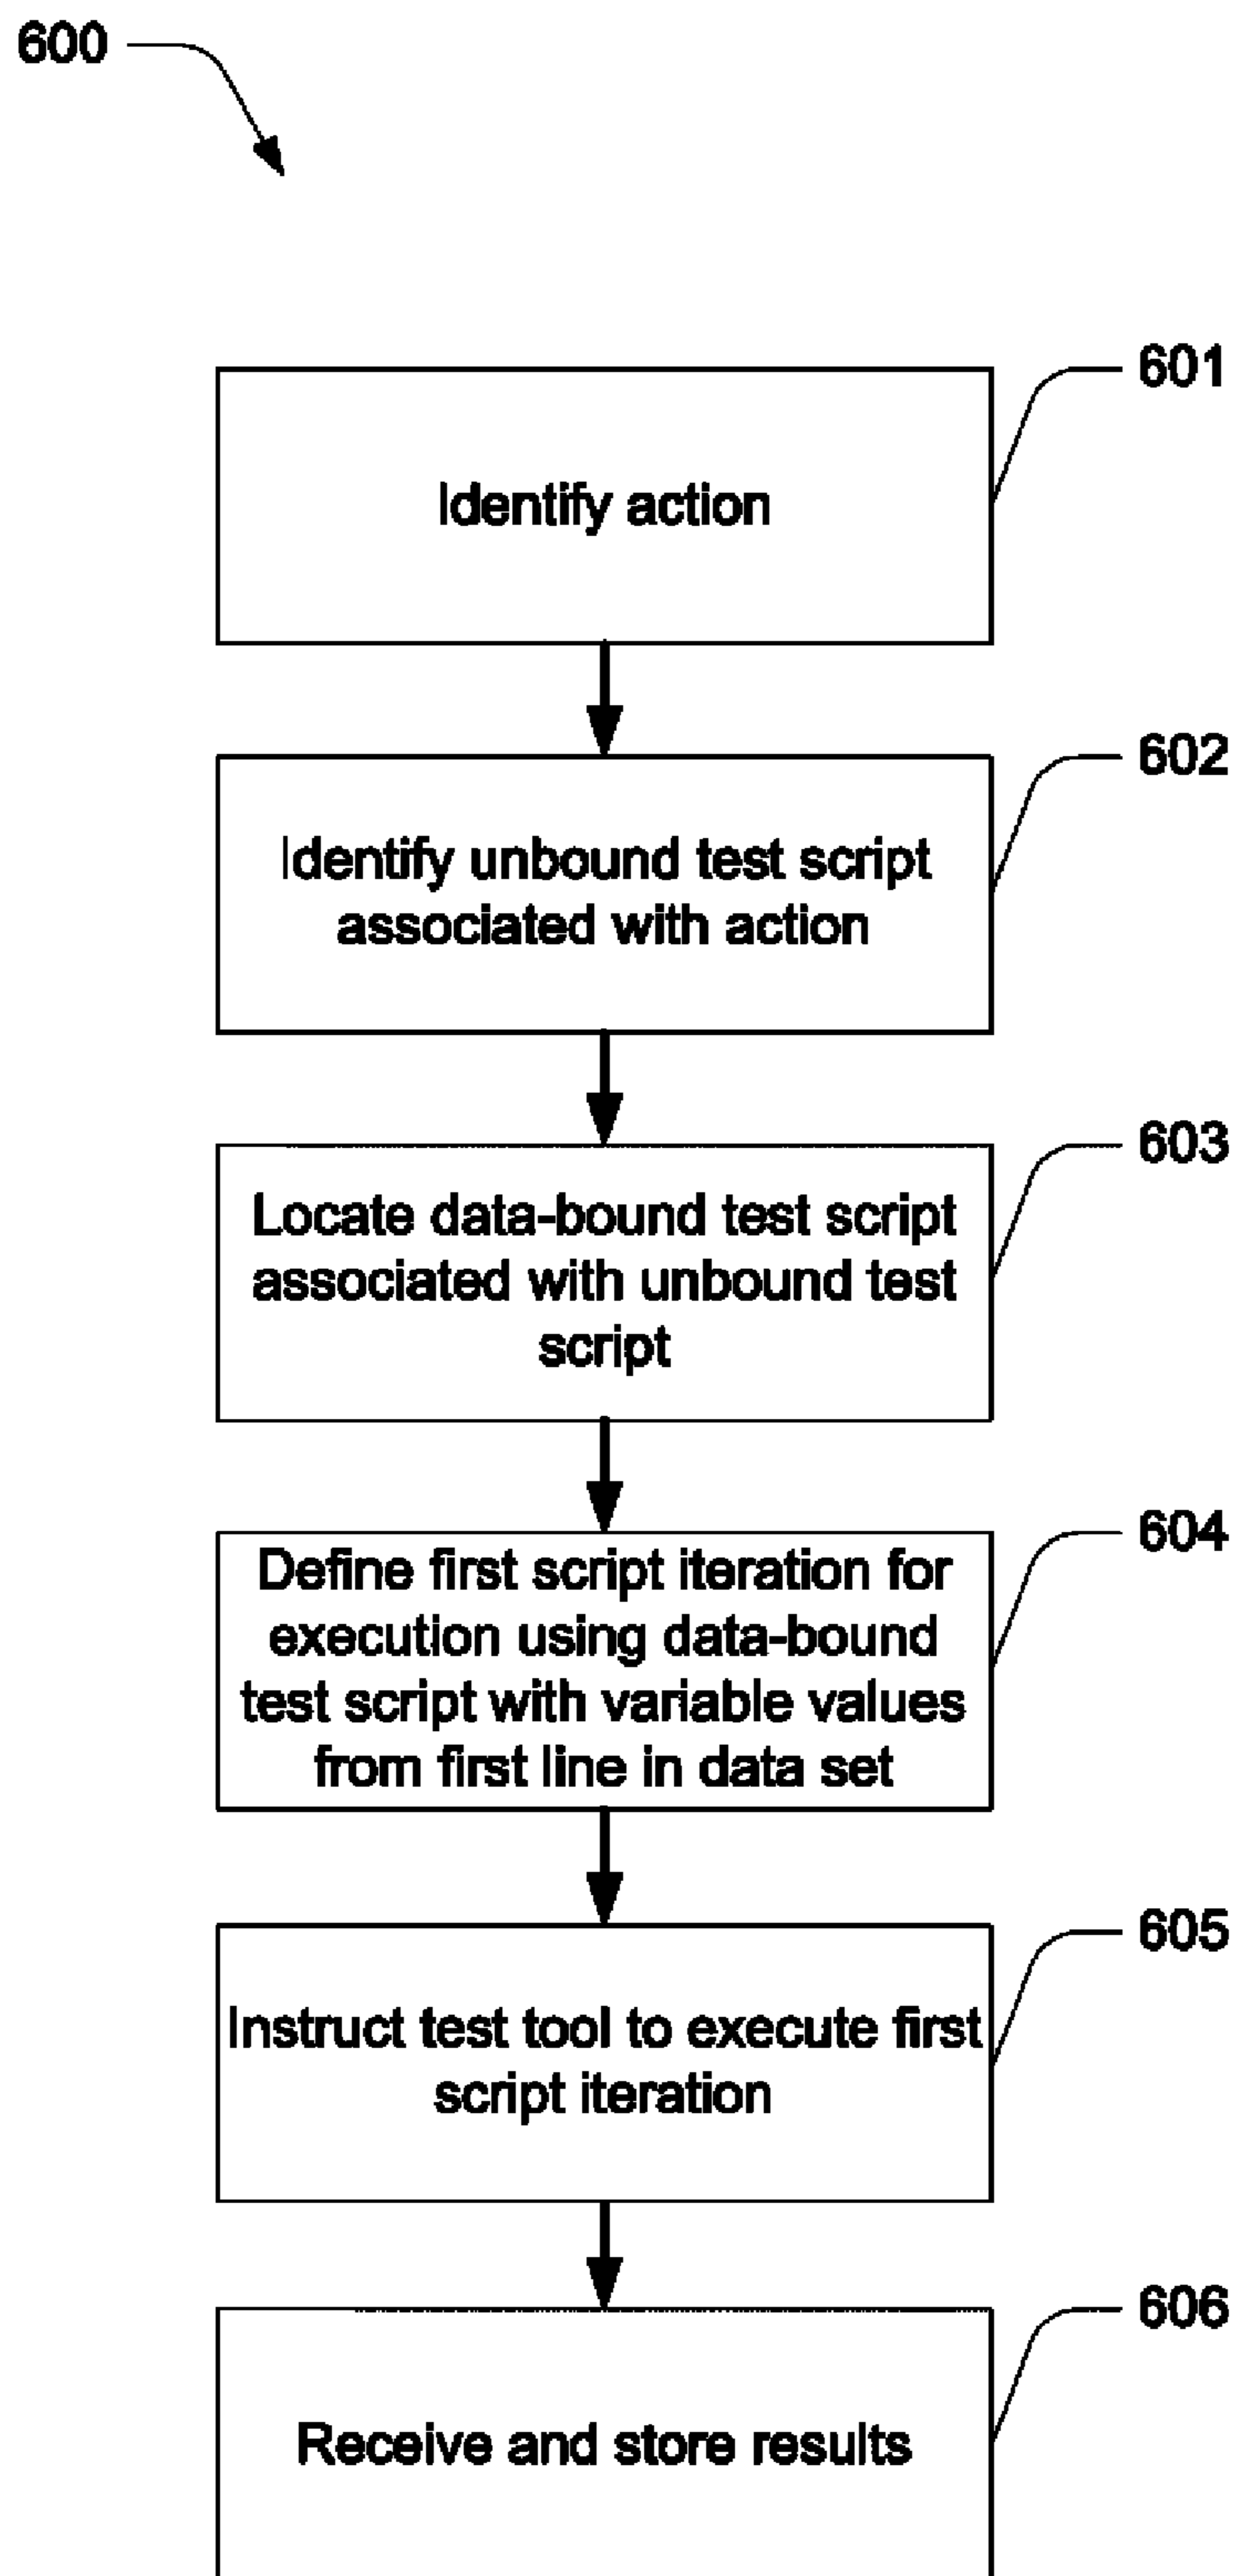 600
601
Identify action
602
Identify unbound test script
associated with action
603
Locate data-bound test script
associated with unbound test
script
604
Define first script iteration for
execution using data-bound
test script with variable values
from first line in data set
605
Instruct test tool to execute first
script iteration
606
Receive and store results